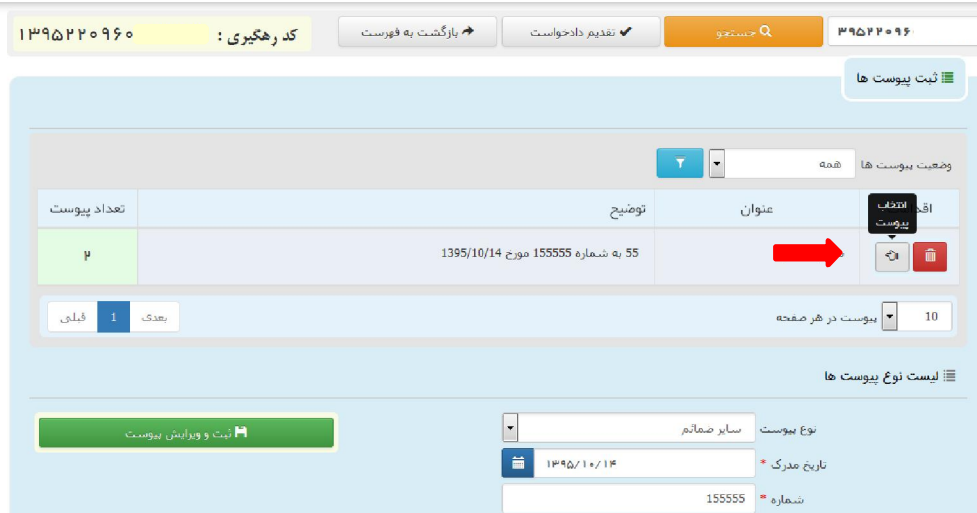 ۳۹۵۲۲۰۹۶ جستجو تقدیم دادخواست بازگشت به فهرست کد رهگیری : ۱۳۹۵۲۲۰۹۶۰
ثبت پیوست ها
وضعیت پیوست ها همه
انتخاب پیوست
عنوان توضیح تعداد پیوست
55 به شماره 155555 مورخ 1395/10/14 ۲
10 پیوست در هر صفحه بعدی 1 قبلی
لیست نوع پیوست ها
نوع پیوست سایر ضمائم ثبت و ویرایش پیوست
تاریخ مدرک * ۱۳۹۵/۱۰/۱۴
شماره * 155555